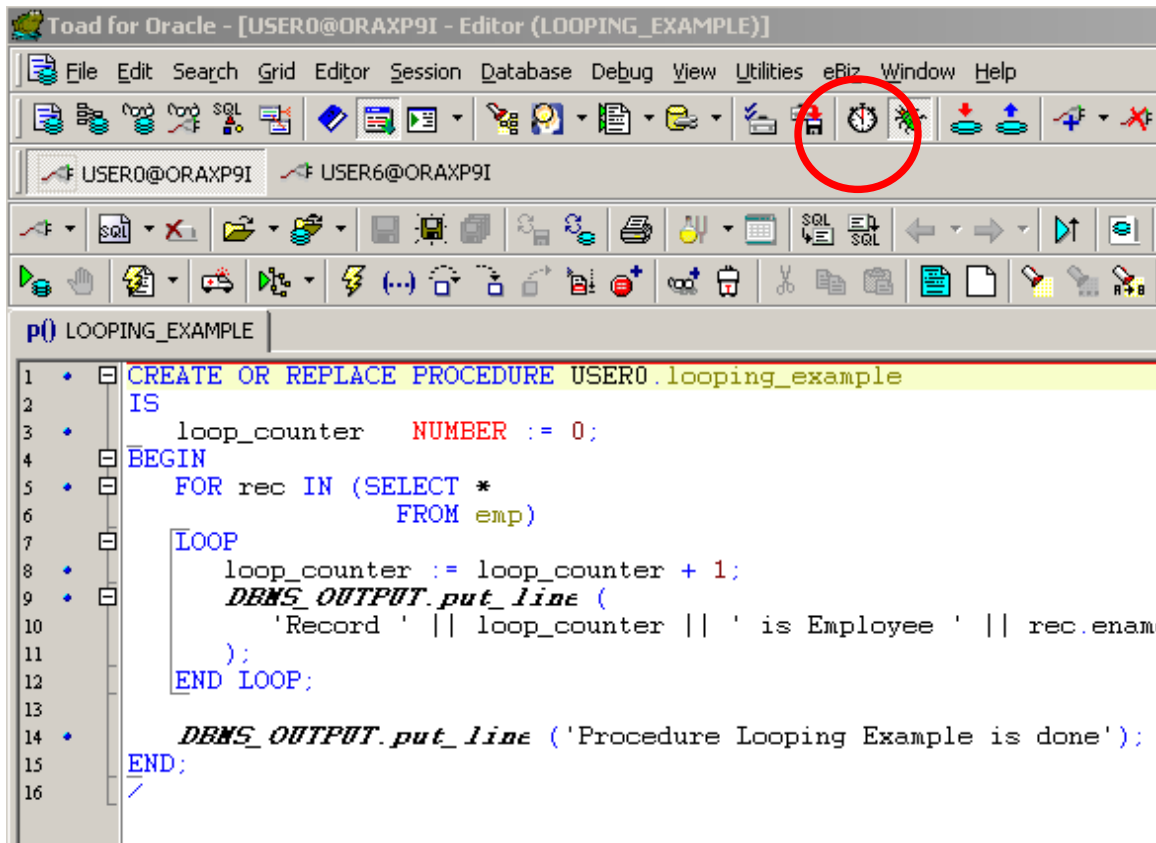 Toad for Oracle - [USER0@ORAXP9I - Editor (LOOPING_EXAMPLE)]
File Edit Search Grid Editor Session Database Debug View Utilities eBiz Window Help
SQL
USER0@ORAXP9I USER6@ORAXP9I
sql SQL SQL
A B
p() LOOPING_EXAMPLE
1 CREATE OR REPLACE PROCEDURE USER0.looping_example
2 IS
3 loop_counter NUMBER := 0;
4 BEGIN
5 FOR rec IN (SELECT *
6 FROM emp)
7 LOOP
8 loop_counter := loop_counter + 1;
9 DBMS_OUTPUT.put_line (
10 'Record ' || loop_counter || ' is Employee ' || rec.enam
11 );
12 END LOOP;
13
14 DBMS_OUTPUT.put_line ('Procedure Looping Example is done');
15 END;
16 /